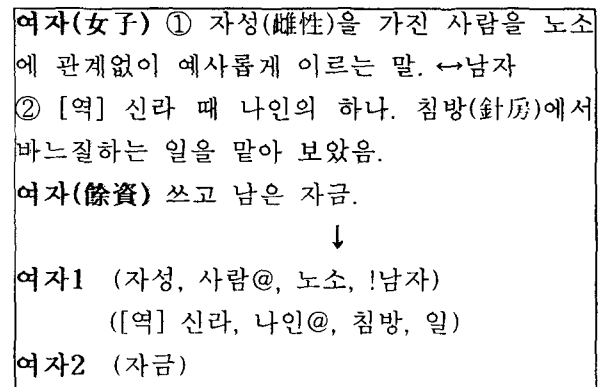 여자(女子) ① 자성(雌性)을 가진 사람을 노소
에 관계없이 예사롭게 이르는 말. ↔남자
② [역] 신라 때 나인의 하나. 침방(針房)에서
바느질하는 일을 맡아 보았음.
여자(餘資) 쓰고 남은 자금.
↓
여자1 (자성, 사람@, 노소, !남자)
([역] 신라, 나인@, 침방, 일)
여자2 (자금)